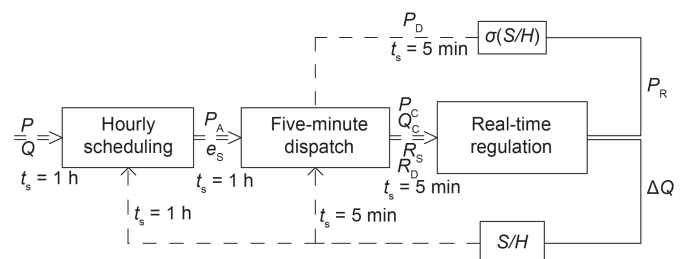 P_D
t_s = 5 min
σ(S/H)
P_R
P
Q
t_s = 1 h
Hourly
scheduling
P_A
e_S
t_s = 1 h
Five-minute
dispatch
P_C
Q_C
R_S
R_D
t_s = 5 min
Real-time
regulation
ΔQ
t_s = 1 h
t_s = 5 min
S/H